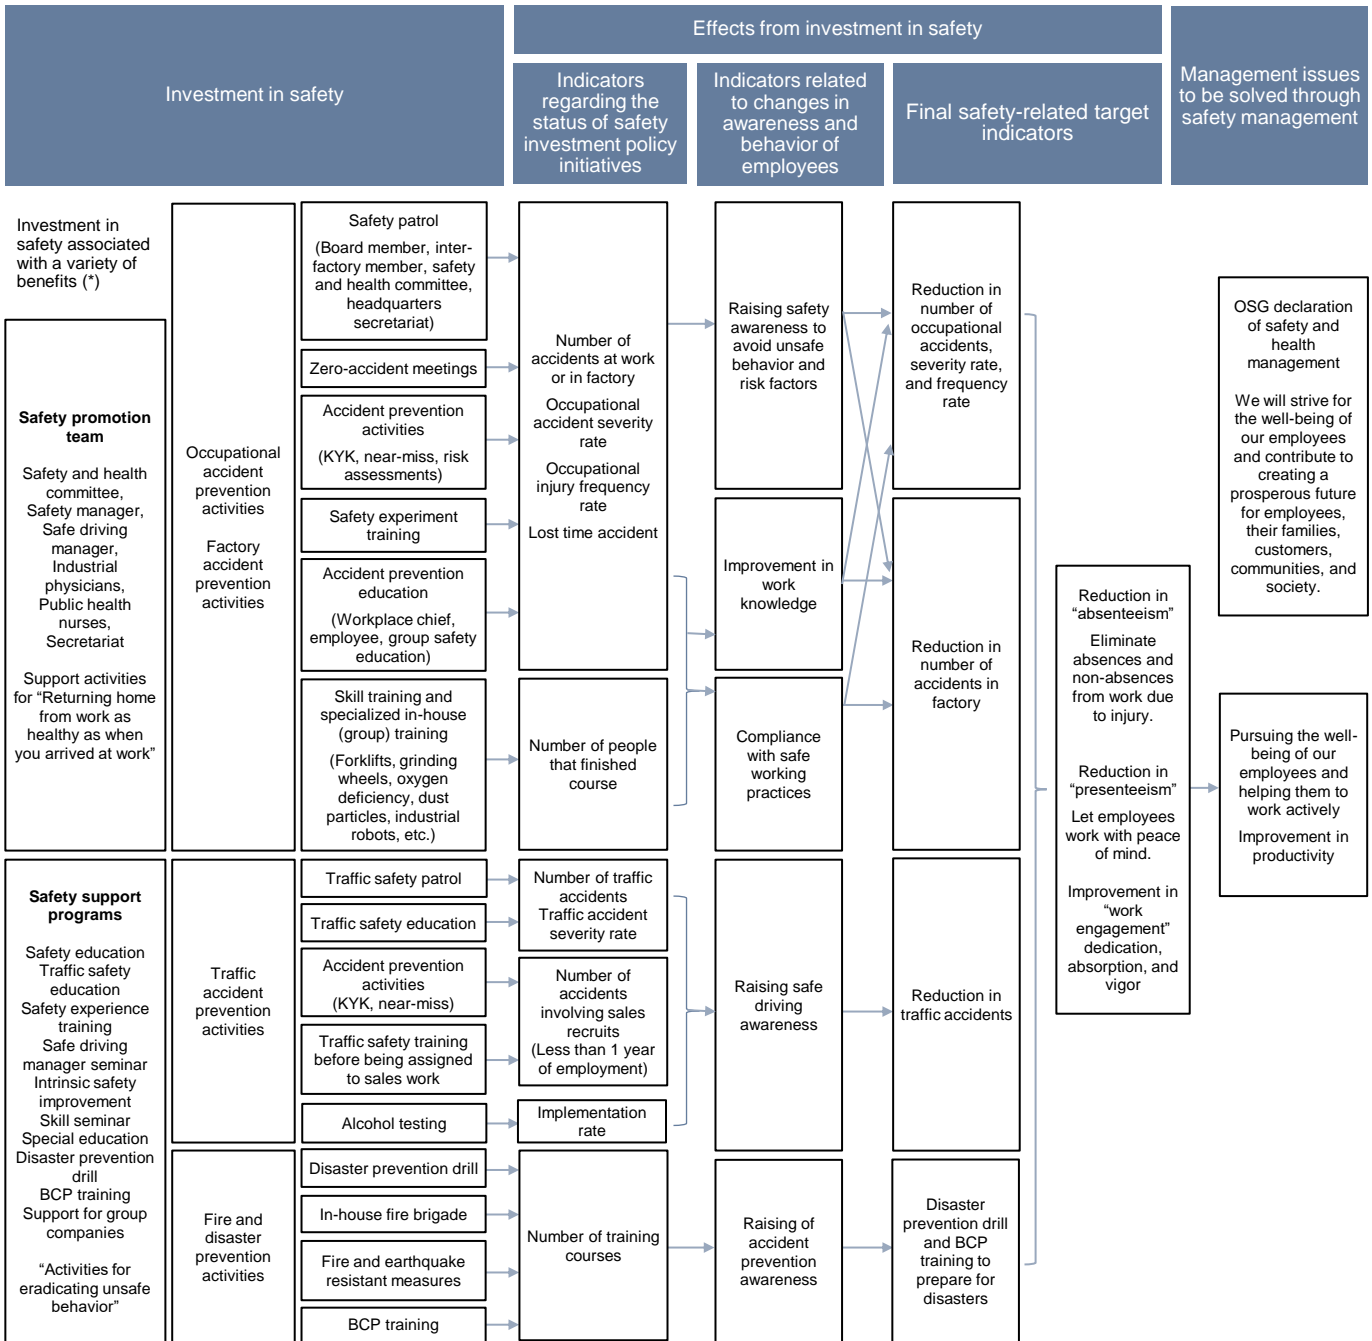 Investment in safety
Effects from investment in safety
Indicators
regarding the
status of safety
investment policy
initiatives
Indicators related
to changes in
awareness and
behavior of
employees
Final safety-related target
indicators
Management issues
to be solved through
safety management
Investment in
safety associated
with a variety of
benefits (*)
Safety promotion
team
Safety and health
committee,
Safety manager,
Safe driving
manager,
Industrial
physicians,
Public health
nurses,
Secretariat
Support activities
for “Returning home
from work as
healthy as when
you arrived at work”
Safety support
programs
Safety education
Traffic safety
education
Safety experience
training
Safe driving
manager seminar
Intrinsic safety
improvement
Skill seminar
Special education
Disaster prevention
drill
BCP training
Support for group
companies
“Activities for
eradicating unsafe
behavior”
Occupational
accident
prevention
activities
Factory
accident
prevention
activities
Traffic
accident
prevention
activities
Fire and
disaster
prevention
activities
Safety patrol
(Board member, inter-
factory member, safety
and health committee,
headquarters
secretariat)
Zero-accident meetings
Accident prevention
activities
(KYK, near-miss, risk
assessments)
Safety experiment
training
Accident prevention
education
(Workplace chief,
employee, group safety
education)
Skill training and
specialized in-house
(group) training
(Forklifts, grinding
wheels, oxygen
deficiency, dust
particles, industrial
robots, etc.)
Traffic safety patrol
Traffic safety education
Accident prevention
activities
(KYK, near-miss)
Traffic safety training
before being assigned
to sales work
Alcohol testing
Disaster prevention drill
In-house fire brigade
Fire and earthquake
resistant measures
BCP training
Number of
accidents at work
or in factory
Occupational
accident severity
rate
Occupational
injury frequency
rate
Lost time accident
Number of people
that finished
course
Number of traffic
accidents
Traffic accident
severity rate
Number of
accidents
involving sales
recruits
(Less than 1 year
of employment)
Implementation
rate
Number of training
courses
Raising safety
awareness to
avoid unsafe
behavior and
risk factors
Improvement in
work
knowledge
Compliance
with safe
working
practices
Raising safe
driving
awareness
Raising of
accident
prevention
awareness
Reduction in
number of
occupational
accidents,
severity rate,
and frequency
rate
Reduction in
number of
accidents in
factory
Reduction in
traffic accidents
Disaster
prevention drill
and BCP
training to
prepare for
disasters
Reduction in
“absenteeism”
Eliminate
absences and
non-absences
from work due
to injury.
Reduction in
“presenteeism”
Let employees
work with peace
of mind.
Improvement in
“work
engagement”
dedication,
absorption, and
vigor
OSG declaration
of safety and
health
management
We will strive for
the well-being of
our employees
and contribute to
creating a
prosperous future
for employees,
their families,
customers,
communities, and
society.
Pursuing the well-
being of our
employees and
helping them to
work actively
Improvement in
productivity